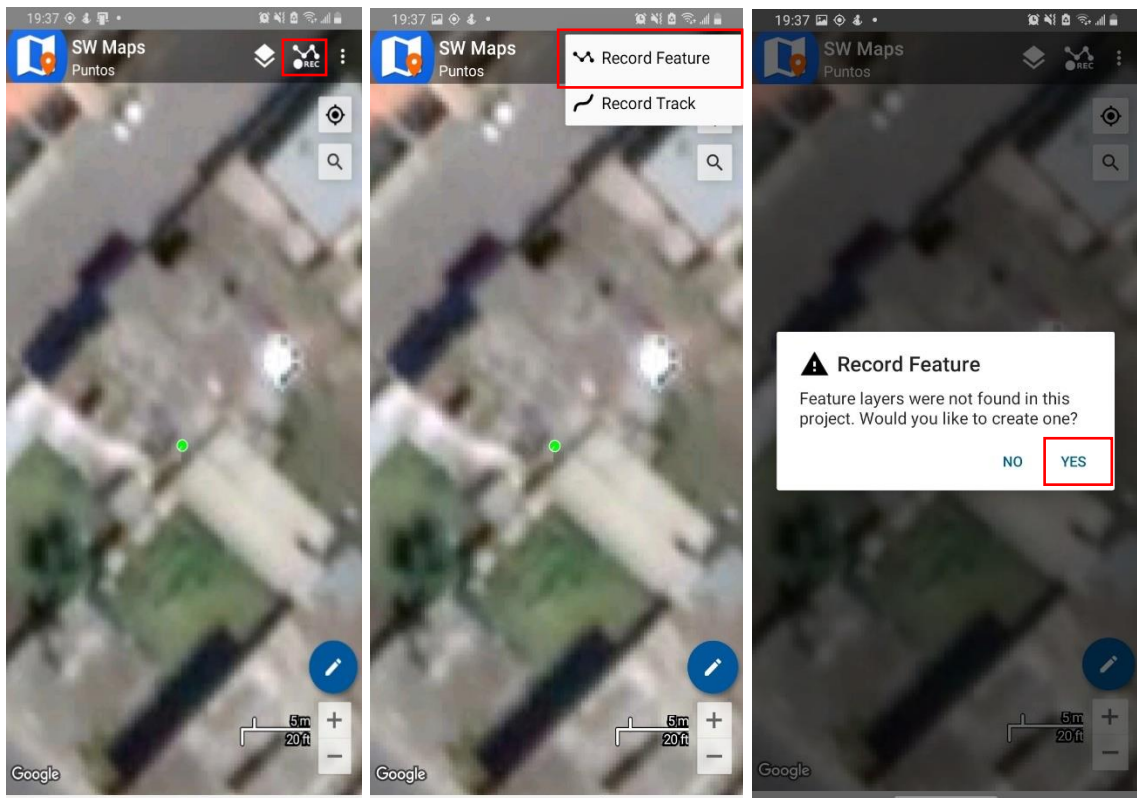 19:37
SW Maps
Puntos
REC
5 m
20 ft
+
−
Google
19:37
SW Maps
Puntos
Record Feature
Record Track
5 m
20 ft
+
−
Google
19:37
SW Maps
Puntos
REC
Record Feature
Feature layers were not found in this
project. Would you like to create one?
NO YES
5 m
20 ft
+
−
Google